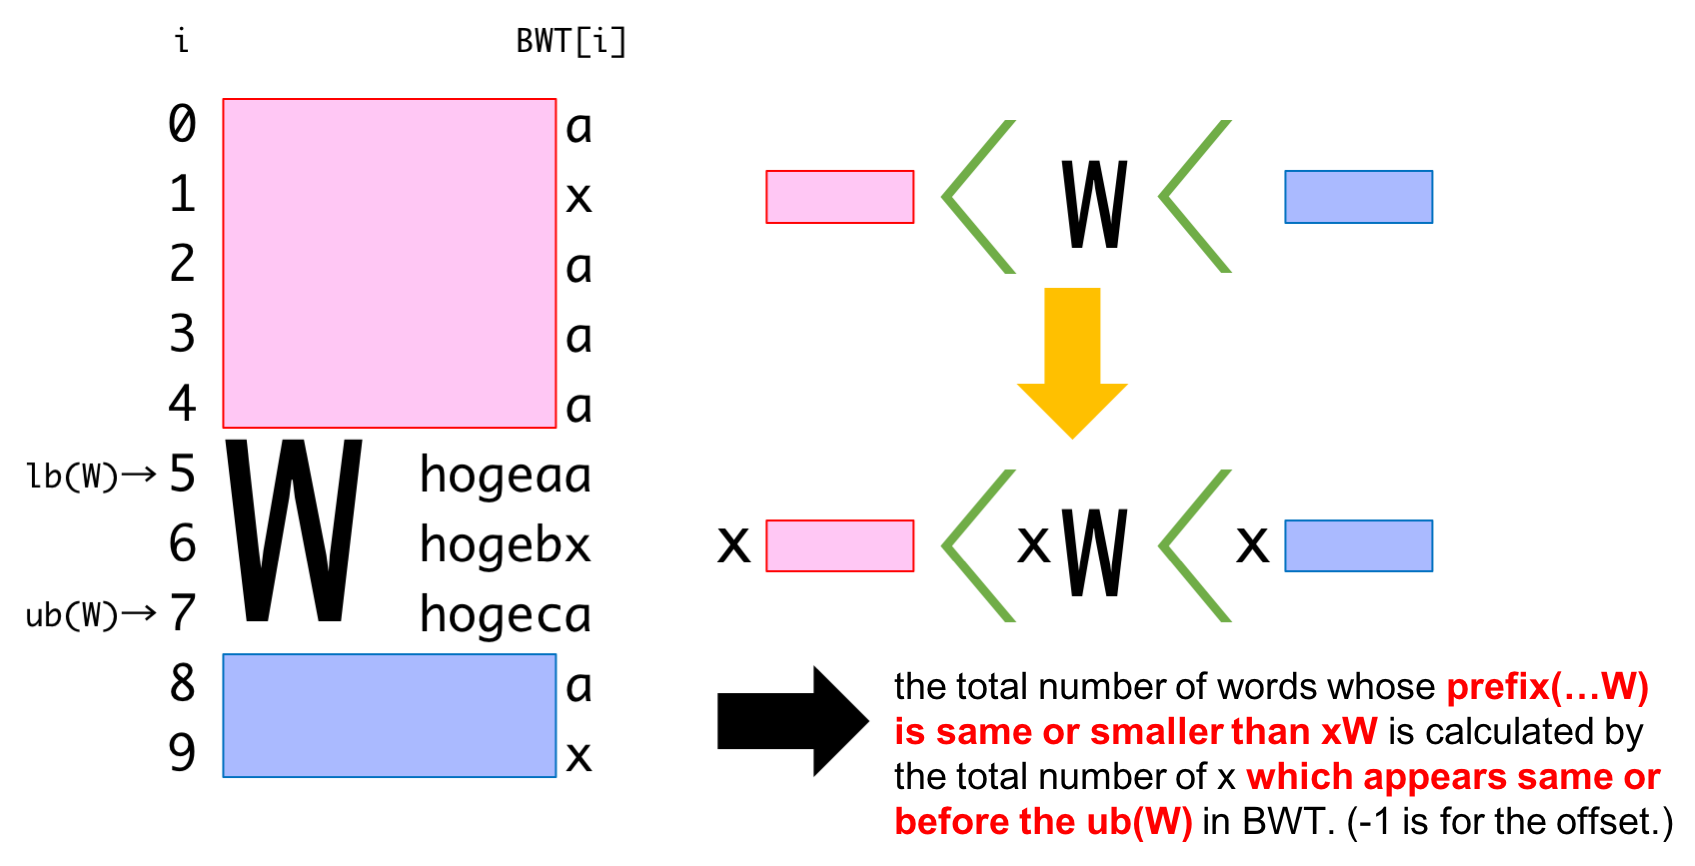 i BWT[i]
0 a
1 x
2 a
3 a
4 a
lb(W)→ 5 W hogeaa
6 hogebx
ub(W)→ 7 hogeca
8 a
9 x
< W <
x < xW < x
the total number of words whose prefix(...W)
is same or smaller than xW is calculated by
the total number of x which appears same or
before the ub(W) in BWT. (-1 is for the offset.)